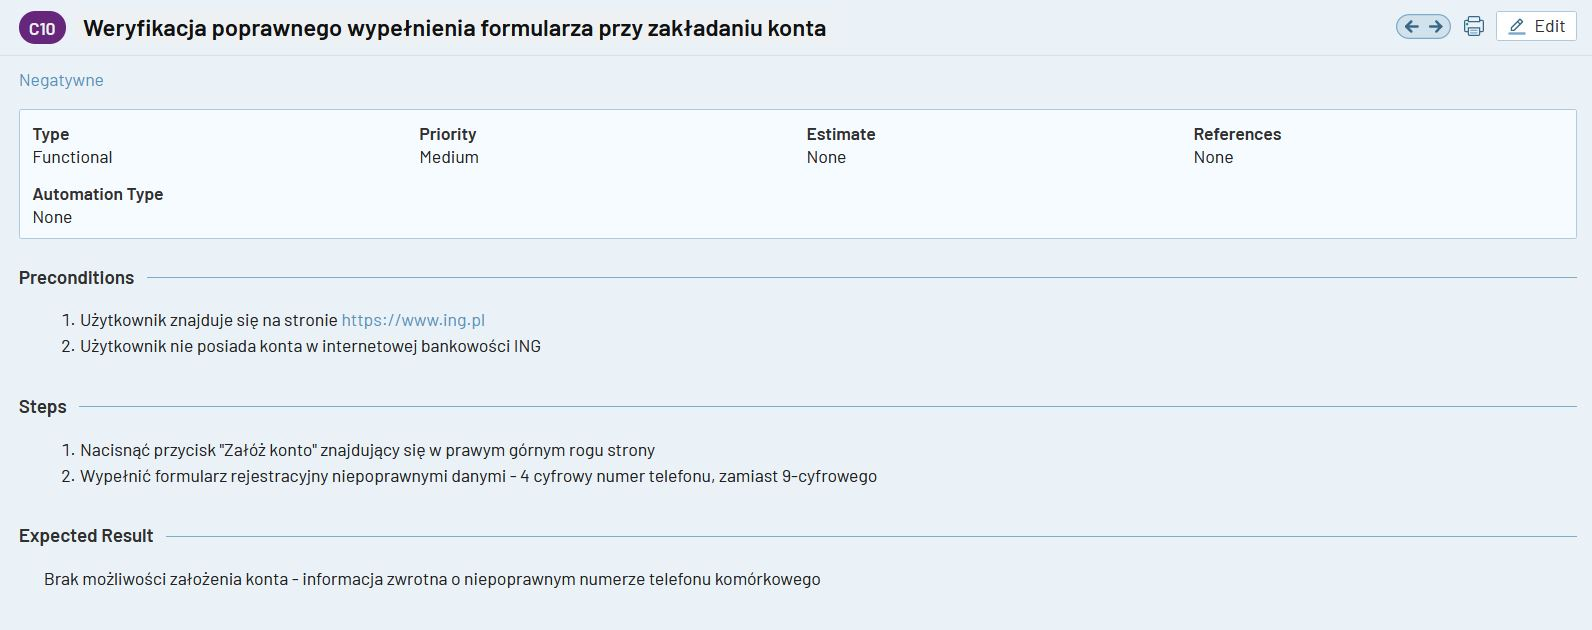 C10 Weryfikacja poprawnego wypełnienia formularza przy zakładaniu konta Edit
Negatywne
Type Priority Estimate References
Functional Medium None None
Automation Type
None
Preconditions
1. Użytkownik znajduje się na stronie https://www.ing.pl
2. Użytkownik nie posiada konta w internetowej bankowości ING
Steps
1. Nacisnąć przycisk "Załóż konto" znajdujący się w prawym górnym rogu strony
2. Wypełnić formularz rejestracyjny niepoprawnymi danymi - 4 cyfrowy numer telefonu, zamiast 9-cyfrowego
Expected Result
Brak możliwości założenia konta - informacja zwrotna o niepoprawnym numerze telefonu komórkowego